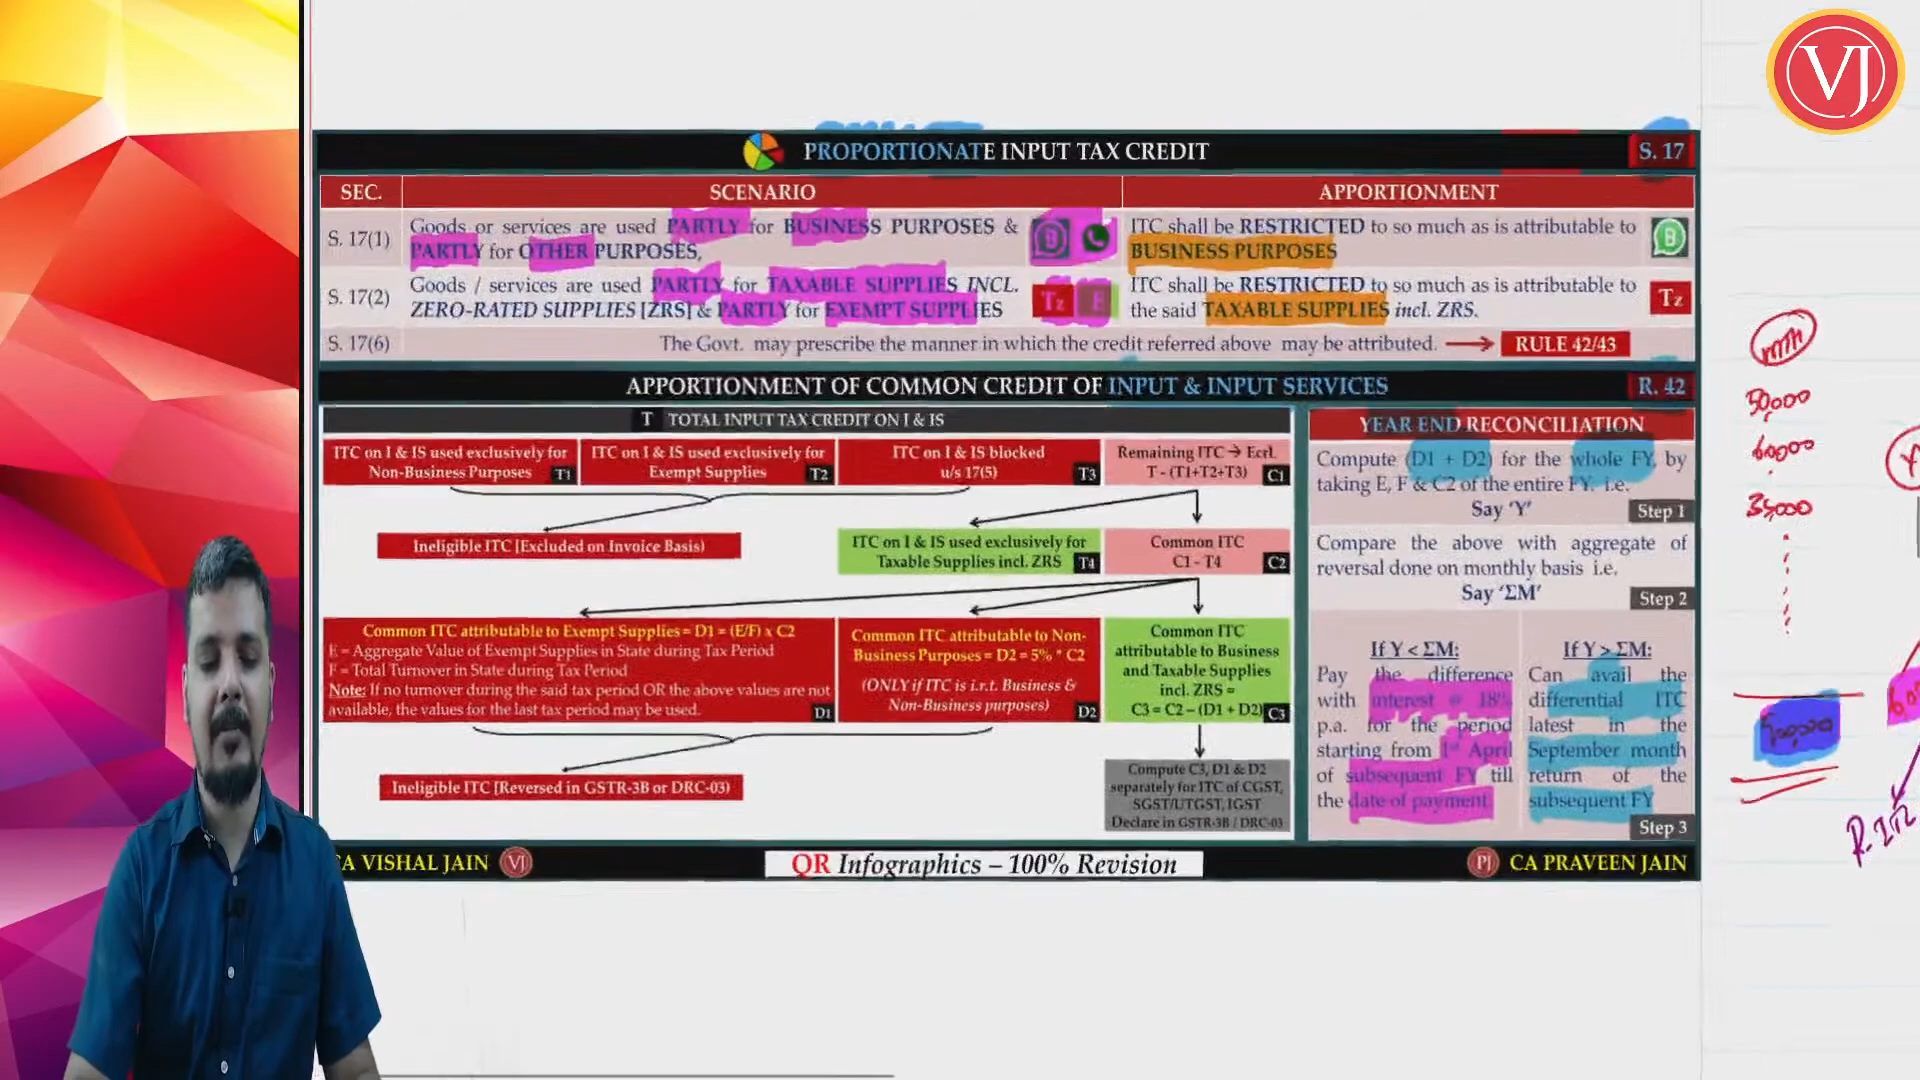 VJ
PROPORTIONATE INPUT TAX CREDIT
S. 17
SEC.
SCENARIO
APPORTIONMENT
S. 17(1)
Goods or services are used PARTLY for BUSINESS PURPOSES &
PARTLY for OTHER PURPOSES,
B
ITC shall be RESTRICTED to so much as is attributable to
BUSINESS PURPOSES
B
S. 17(2)
Goods / services are used PARTLY for TAXABLE SUPPLIES INCL.
ZERO-RATED SUPPLIES [ZRS] & PARTLY for EXEMPT SUPPLIES
Tz E
ITC shall be RESTRICTED to so much as is attributable to
the said TAXABLE SUPPLIES incl. ZRS.
Tz
S. 17(6)
The Govt. may prescribe the manner in which the credit referred above may be attributed.
RULE 42/43
APPORTIONMENT OF COMMON CREDIT OF INPUT & INPUT SERVICES
R. 42
T TOTAL INPUT TAX CREDIT ON I & IS
ITC on I & IS used exclusively for
Non-Business Purposes T1
ITC on I & IS used exclusively for
Exempt Supplies T2
ITC on I & IS blocked
u/s 17(5) T3
Remaining ITC → Ecrl.
T - (T1+T2+T3) C1
Ineligible ITC [Excluded on Invoice Basis)
ITC on I & IS used exclusively for
Taxable Supplies incl. ZRS T4
Common ITC
C1 - T4 C2
Common ITC attributable to Exempt Supplies = D1 = (E/F) x C2
E = Aggregate Value of Exempt Supplies in State during Tax Period
F = Total Turnover in State during Tax Period
Note: If no turnover during the said tax period OR the above values are not
available, the values for the last tax period may be used. D1
Common ITC attributable to Non-
Business Purposes = D2 = 5% * C2
(ONLY if ITC is i.r.t. Business &
Non-Business purposes) D2
Common ITC
attributable to Business
and Taxable Supplies
incl. ZRS =
C3 = C2 – (D1 + D2) C3
Ineligible ITC [Reversed in GSTR-3B or DRC-03)
Compute C3, D1 & D2
separately for ITC of CGST,
SGST/UTGST, IGST
Declare in GSTR-3B / DRC-03
YEAR END RECONCILIATION
Compute (D1 + D2) for the whole FY, by
taking E, F & C2 of the entire FY. i.e.
Say 'Y'
Step 1
Compare the above with aggregate of
reversal done on monthly basis i.e.
Say 'ΣM'
Step 2
If Y < ΣM:
Pay the difference
with interest @ 18%
p.a. for the period
starting from 1st April
of subsequent FY till
the date of payment
If Y > ΣM:
Can avail the
differential ITC
latest in the
September month
return of the
subsequent FY
Step 3
50,000
60,000
35,000
CA VISHAL JAIN VJ
QR Infographics – 100% Revision
PJ CA PRAVEEN JAIN